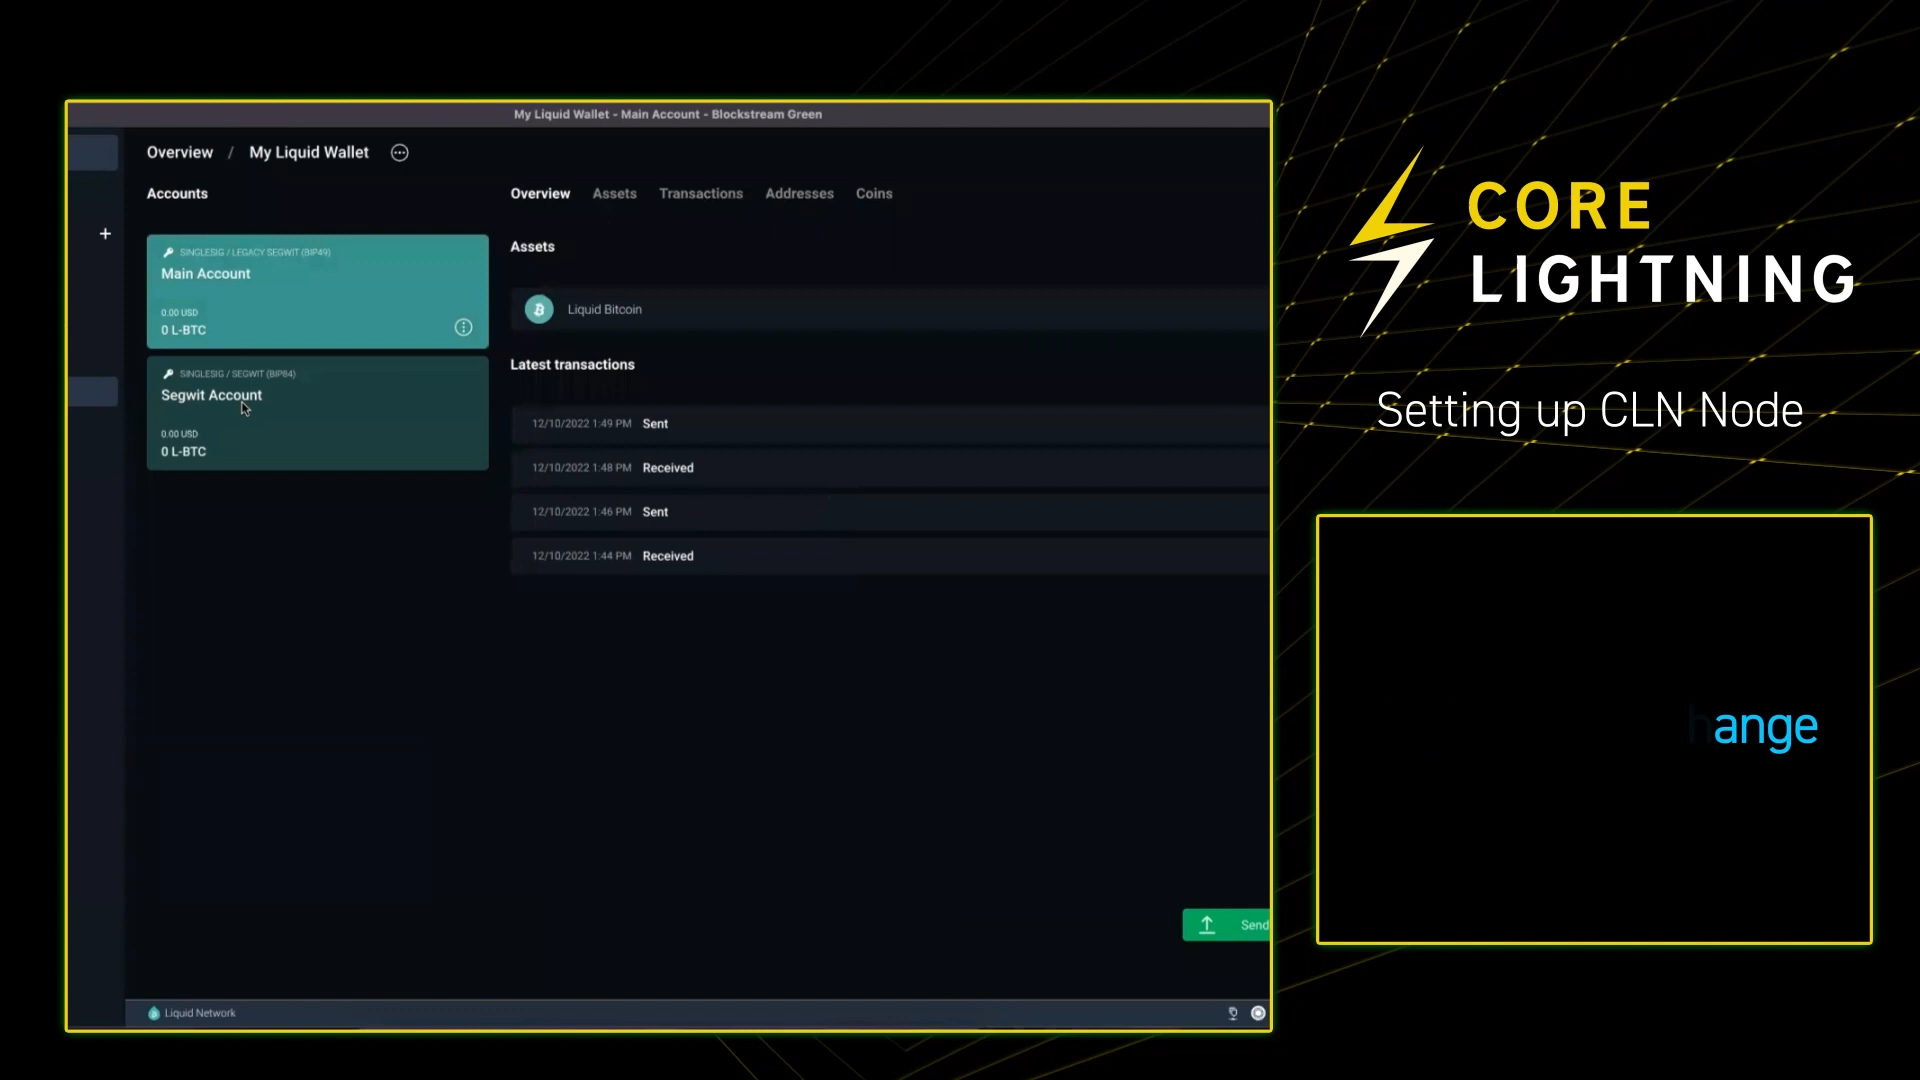 My Liquid Wallet - Main Account - Blockstream Green
Overview / My Liquid Wallet
Accounts
SINGLESIG / LEGACY SEGWIT (BIP49)
Main Account
0.00 USD
0 L-BTC
SINGLESIG / SEGWIT (BIP84)
Segwit Account
0.00 USD
0 L-BTC
Overview Assets Transactions Addresses Coins
Assets
Liquid Bitcoin
Latest transactions
12/10/2022 1:49 PM Sent
12/10/2022 1:48 PM Received
12/10/2022 1:46 PM Sent
12/10/2022 1:44 PM Received
Send
Liquid Network
CORE
LIGHTNING
Setting up CLN Node
hange